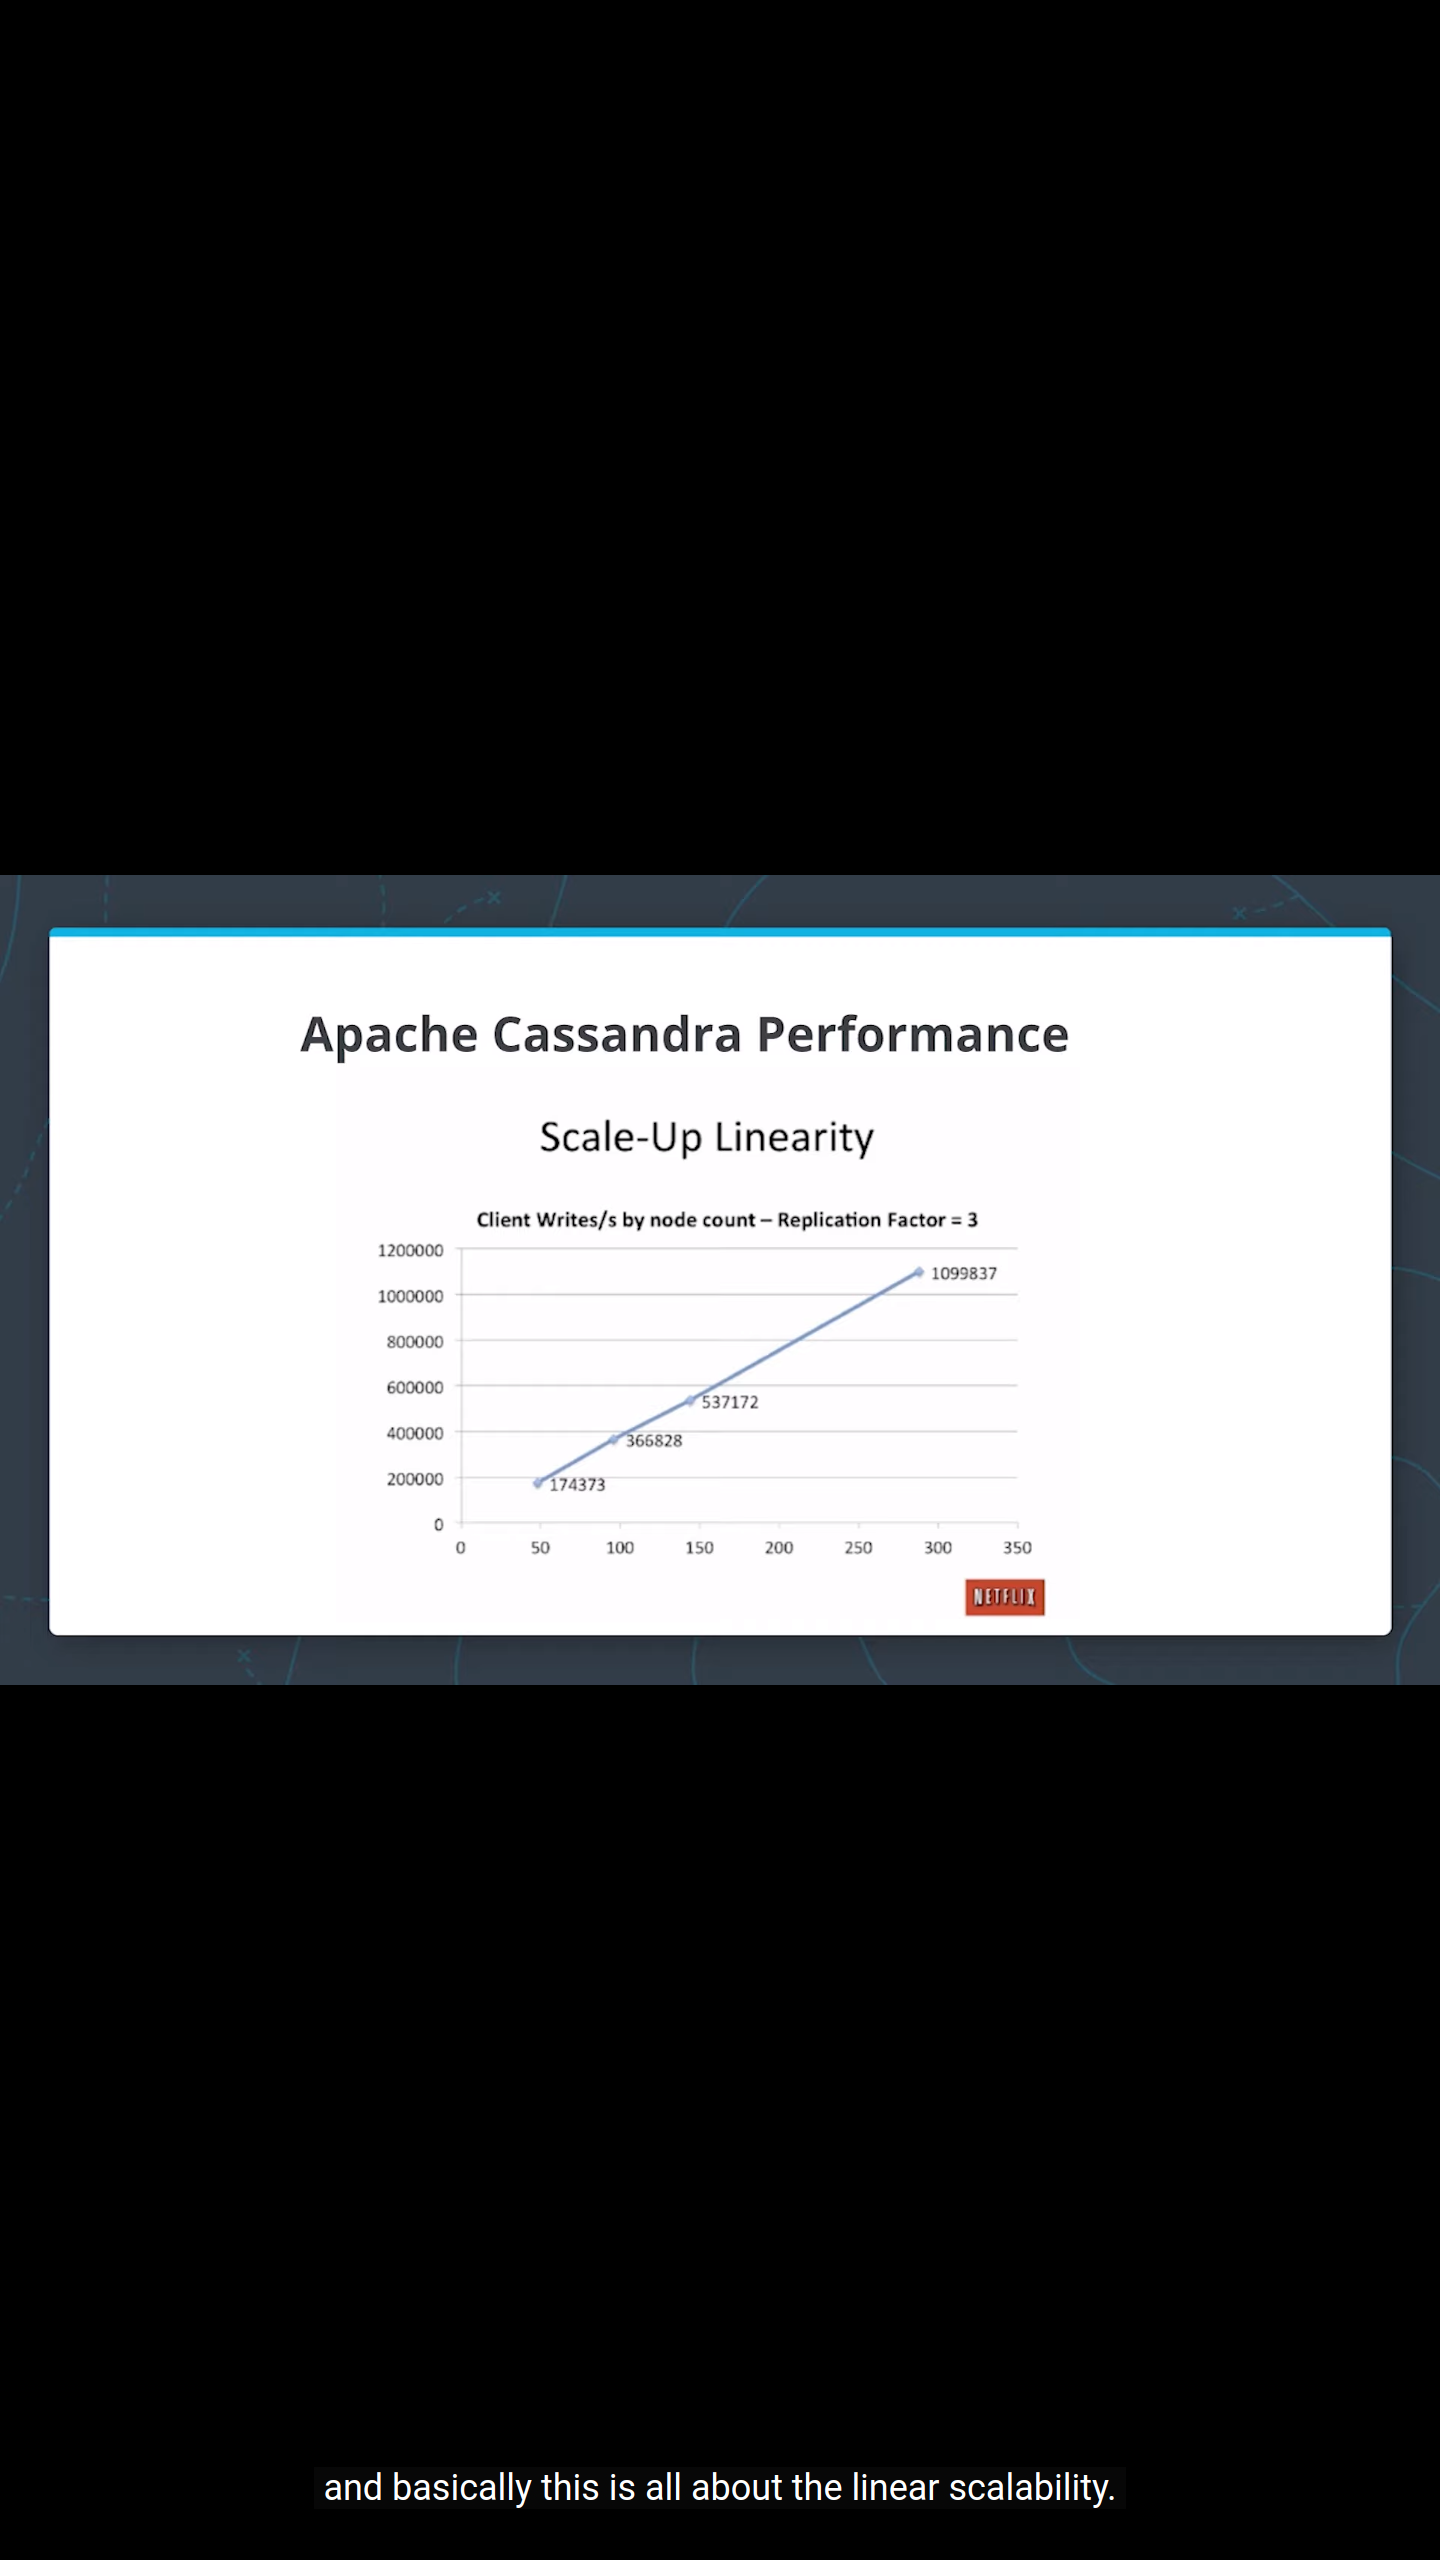 Apache Cassandra Performance
Scale-Up Linearity
Client Writes/s by node count – Replication Factor = 3
1200000
1000000
800000
600000
400000
200000
0
1099837
537172
366828
174373
0 50 100 150 200 250 300 350
NETFLIX
and basically this is all about the linear scalability.